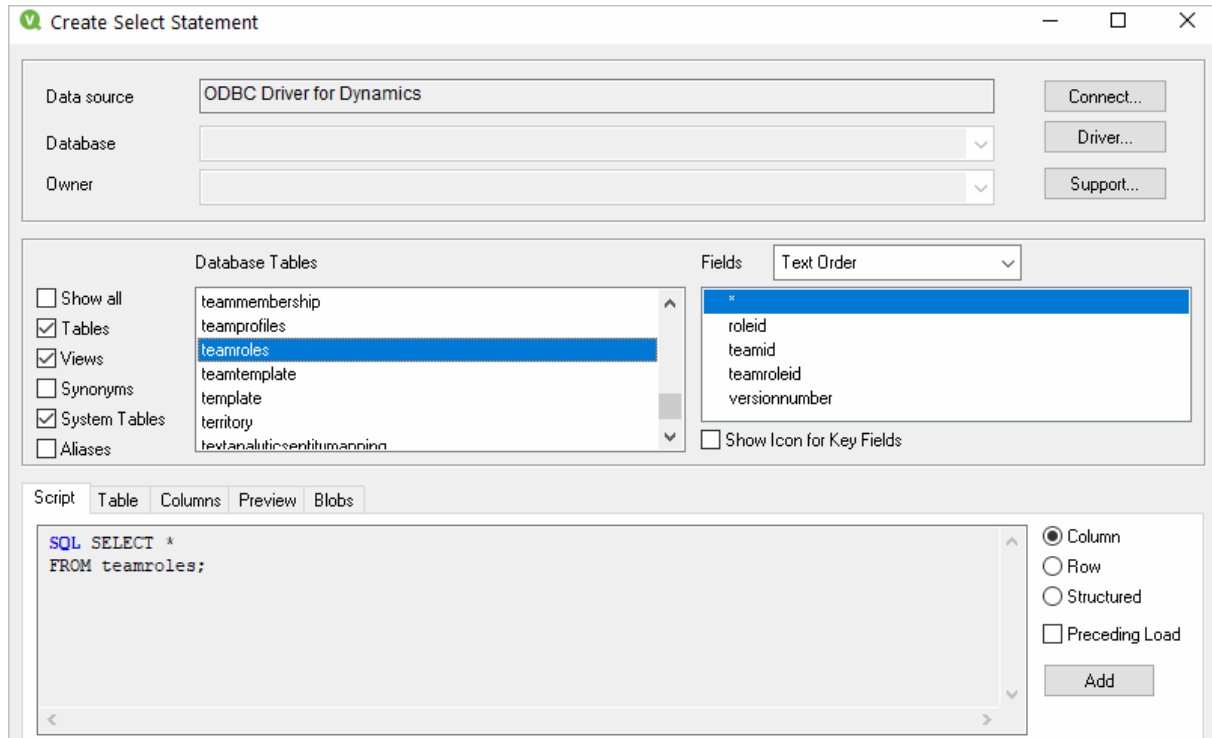 Create Select Statement
Data source
ODBC Driver for Dynamics
Connect...
Database
Driver...
Owner
Support...
Database Tables
Fields
Text Order
Show all
Tables
Views
Synonyms
System Tables
Aliases
teammembership
teamprofiles
teamroles
teamtemplate
template
territory
textanalyticsentitymapping
*
roleid
teamid
teamroleid
versionnumber
Show Icon for Key Fields
Script
Table
Columns
Preview
Blobs
SQL SELECT *
FROM teamroles;
Column
Row
Structured
Preceding Load
Add